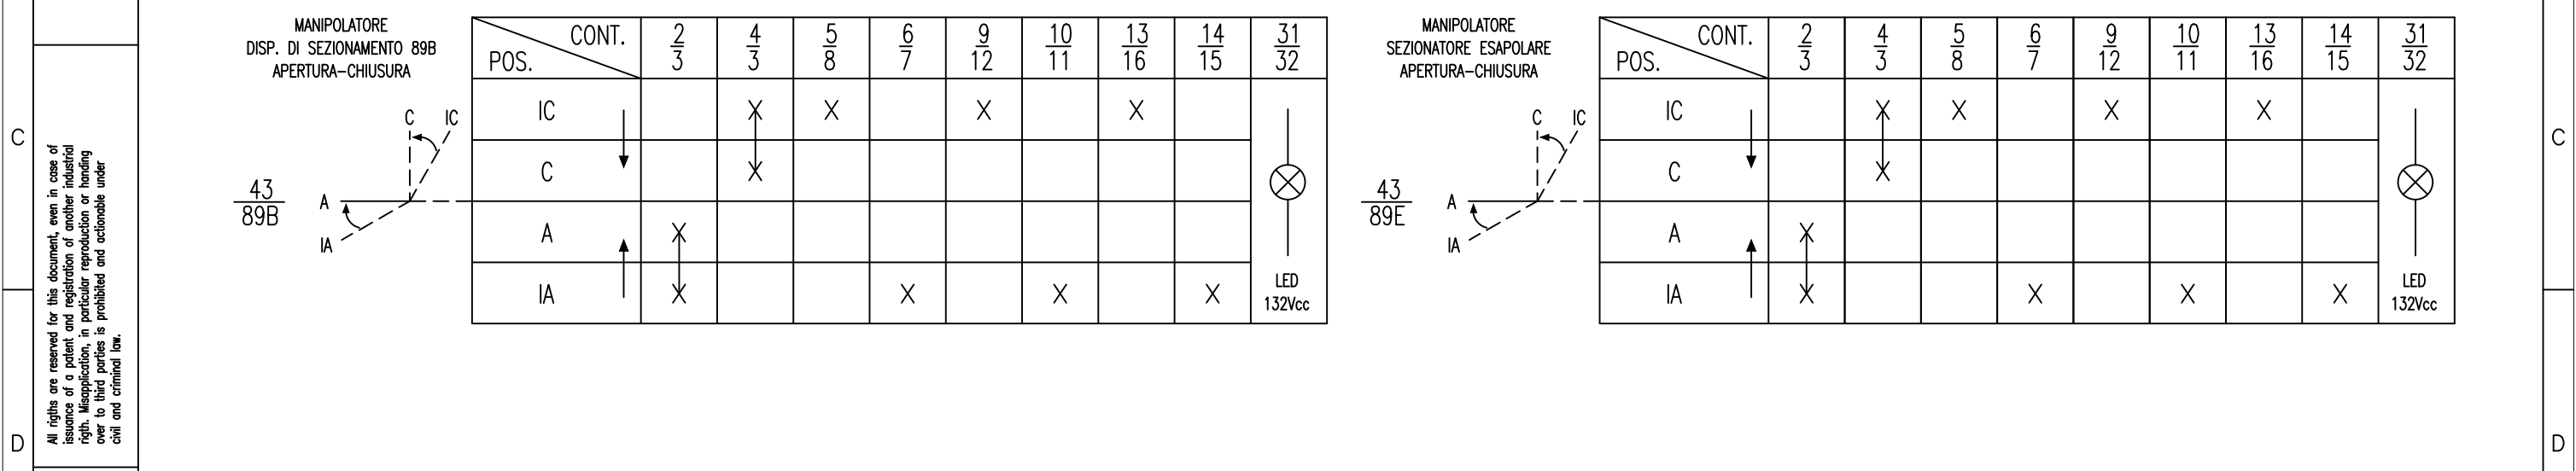 C
D
All rigths are reserved for this document, even in case of
issuance of a patent and registration of another industrial
rigth. Misapplication, in particular reproduction or handing
over to third parties is prohibited and actionable under
civil and criminal law.
MANIPOLATORE
DISP. DI SEZIONAMENTO 89B
APERTURA-CHIUSURA
43
89B
C IC
A
IA
CONT. 2 4 5 6 9 10 13 14 31
POS. 3 3 8 7 12 11 16 15 32
IC X X X X
C X
A X
IA X X X X
LED
132Vcc
MANIPOLATORE
SEZIONATORE ESAPOLARE
APERTURA-CHIUSURA
43
89E
C IC
A
IA
CONT. 2 4 5 6 9 10 13 14 31
POS. 3 3 8 7 12 11 16 15 32
IC X X X X
C X
A X
IA X X X X
LED
132Vcc
C
D